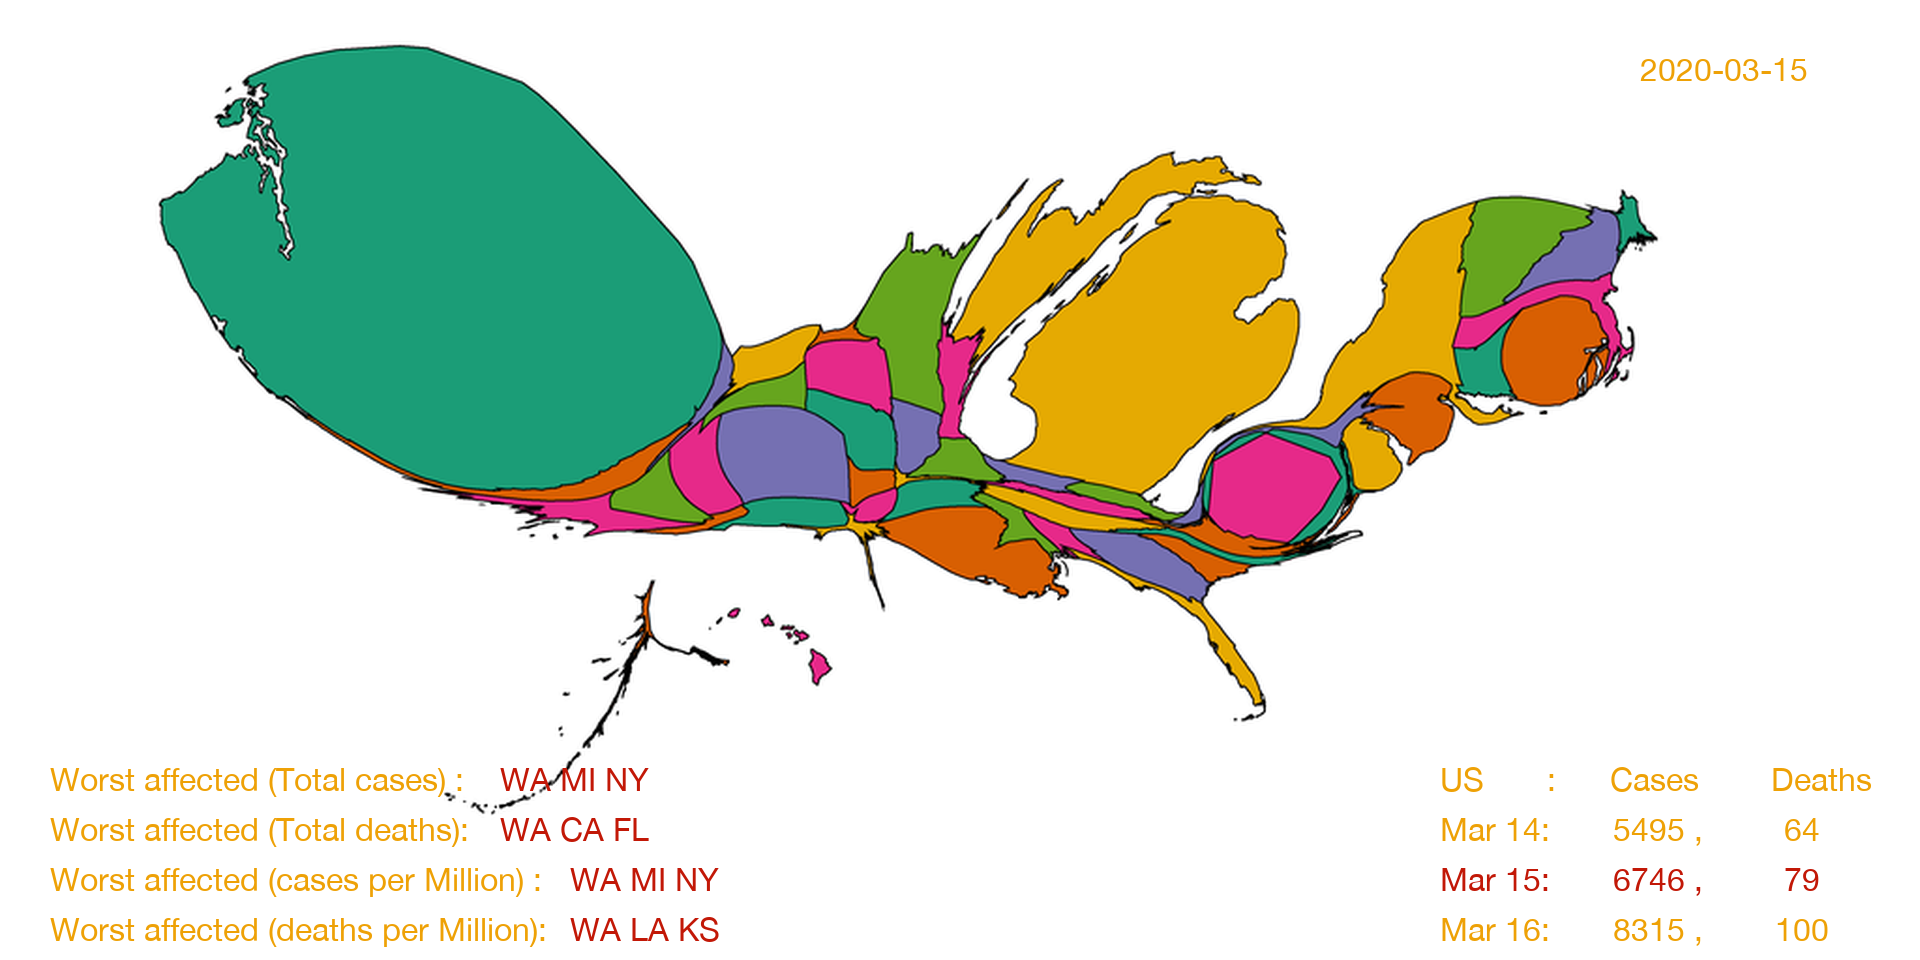 2020-03-15
Worst affected (Total cases) : WA MI NY
Worst affected (Total deaths): WA CA FL
Worst affected (cases per Million) : WA MI NY
Worst affected (deaths per Million): WA LA KS
US : Cases Deaths
Mar 14: 5495 , 64
Mar 15: 6746 , 79
Mar 16: 8315 , 100